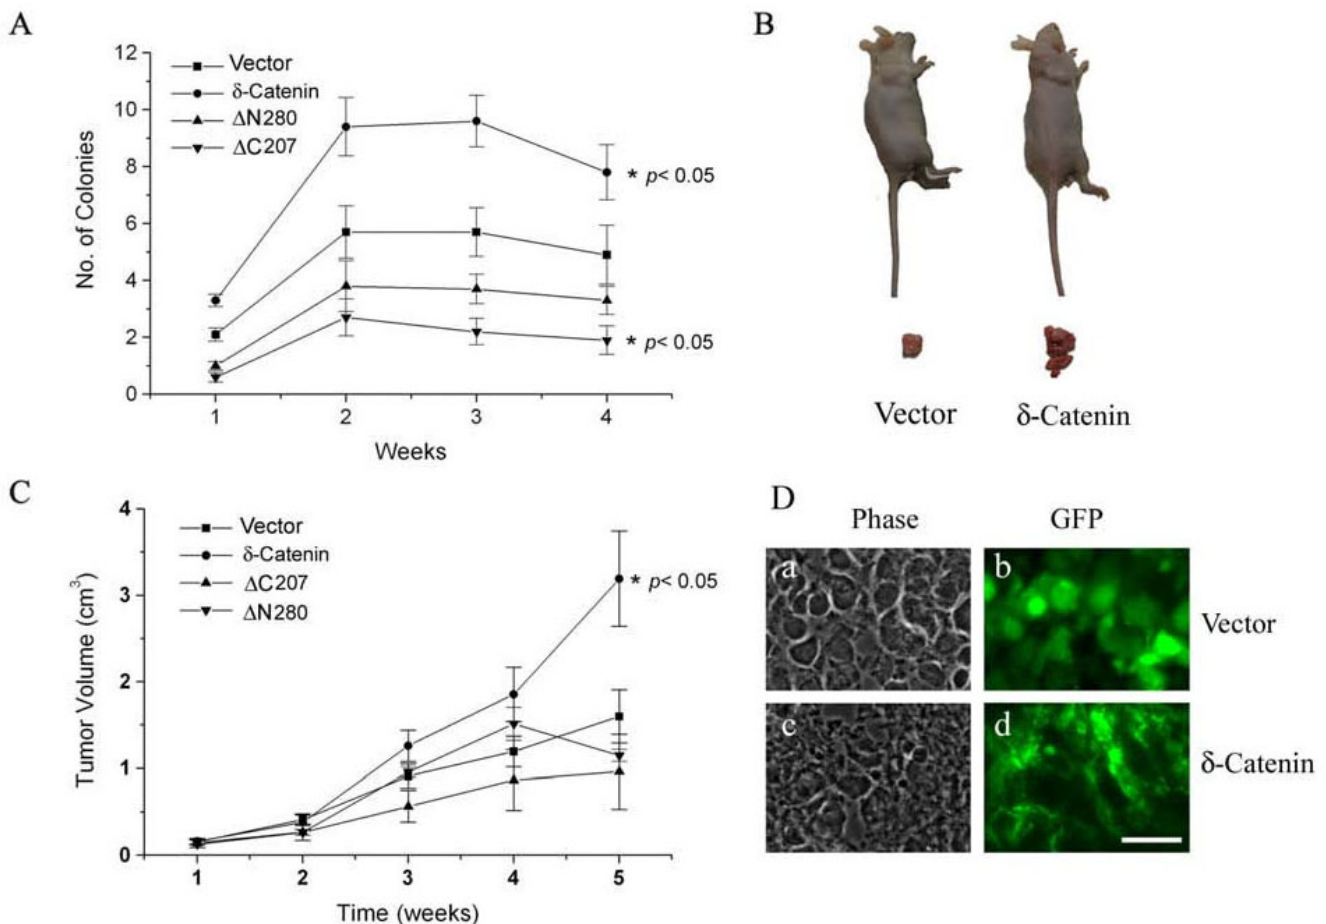 A
12
10
8
6
4
2
0
No. of Colonies
Vector
δ-Catenin
ΔN280
ΔC207
* p< 0.05
* p< 0.05
1 2 3 4
Weeks
B
Vector δ-Catenin
C
4
3
2
1
0
Tumor Volume (cm³)
Vector
δ-Catenin
ΔC207
ΔN280
* p< 0.05
1 2 3 4 5
Time (weeks)
D
Phase GFP
a b
Vector
c d
δ-Catenin